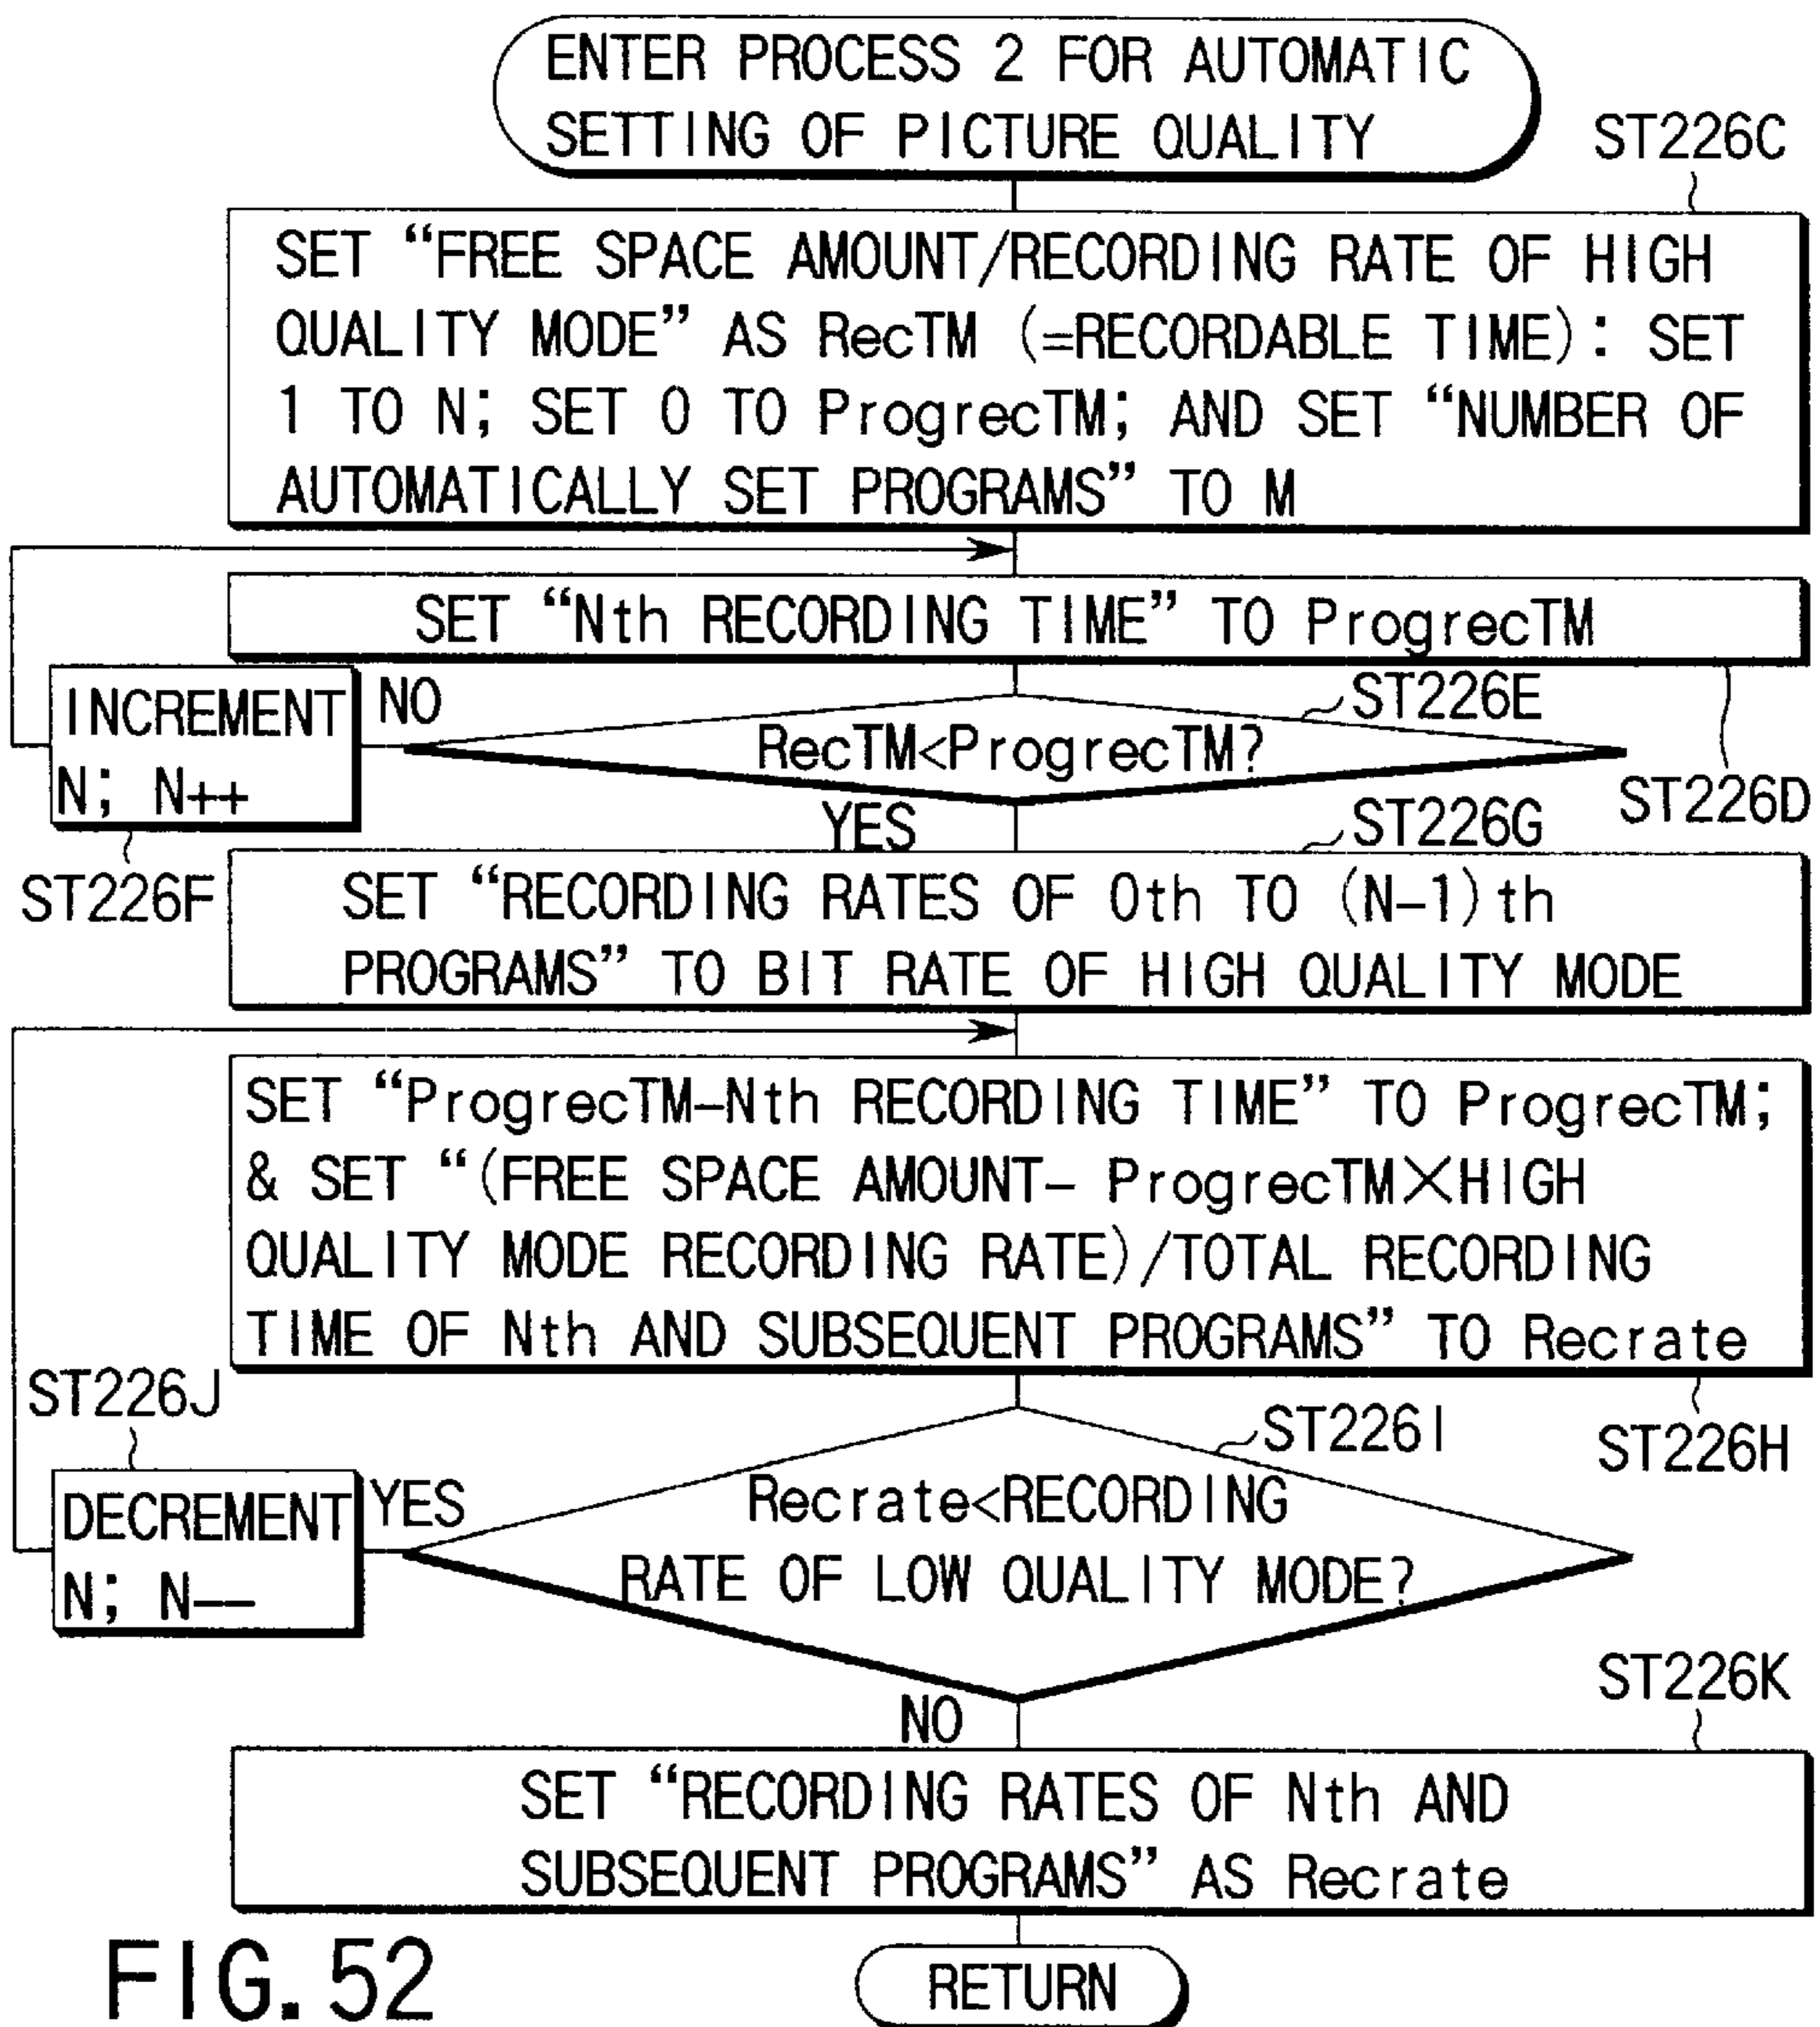 ENTER PROCESS 2 FOR AUTOMATIC
SETTING OF PICTURE QUALITY
ST226C
SET “FREE SPACE AMOUNT/RECORDING RATE OF HIGH
QUALITY MODE” AS RecTM (=RECORDABLE TIME): SET
1 TO N; SET 0 TO ProgrecTM; AND SET “NUMBER OF
AUTOMATICALLY SET PROGRAMS” TO M
SET “Nth RECORDING TIME” TO ProgrecTM
ST226D
INCREMENT
N; N++
ST226F
NO
RecTM<ProgrecTM?
ST226E
YES
ST226G
SET “RECORDING RATES OF 0th TO (N-1)th
PROGRAMS” TO BIT RATE OF HIGH QUALITY MODE
SET “ProgrecTM-Nth RECORDING TIME” TO ProgrecTM;
& SET “(FREE SPACE AMOUNT- ProgrecTM×HIGH
QUALITY MODE RECORDING RATE)/TOTAL RECORDING
TIME OF Nth AND SUBSEQUENT PROGRAMS” TO Recrate
ST226H
ST226J
DECREMENT
N; N--
YES
ST226I
Recrate<RECORDING
RATE OF LOW QUALITY MODE?
NO
ST226K
SET “RECORDING RATES OF Nth AND
SUBSEQUENT PROGRAMS” AS Recrate
RETURN
FIG.52